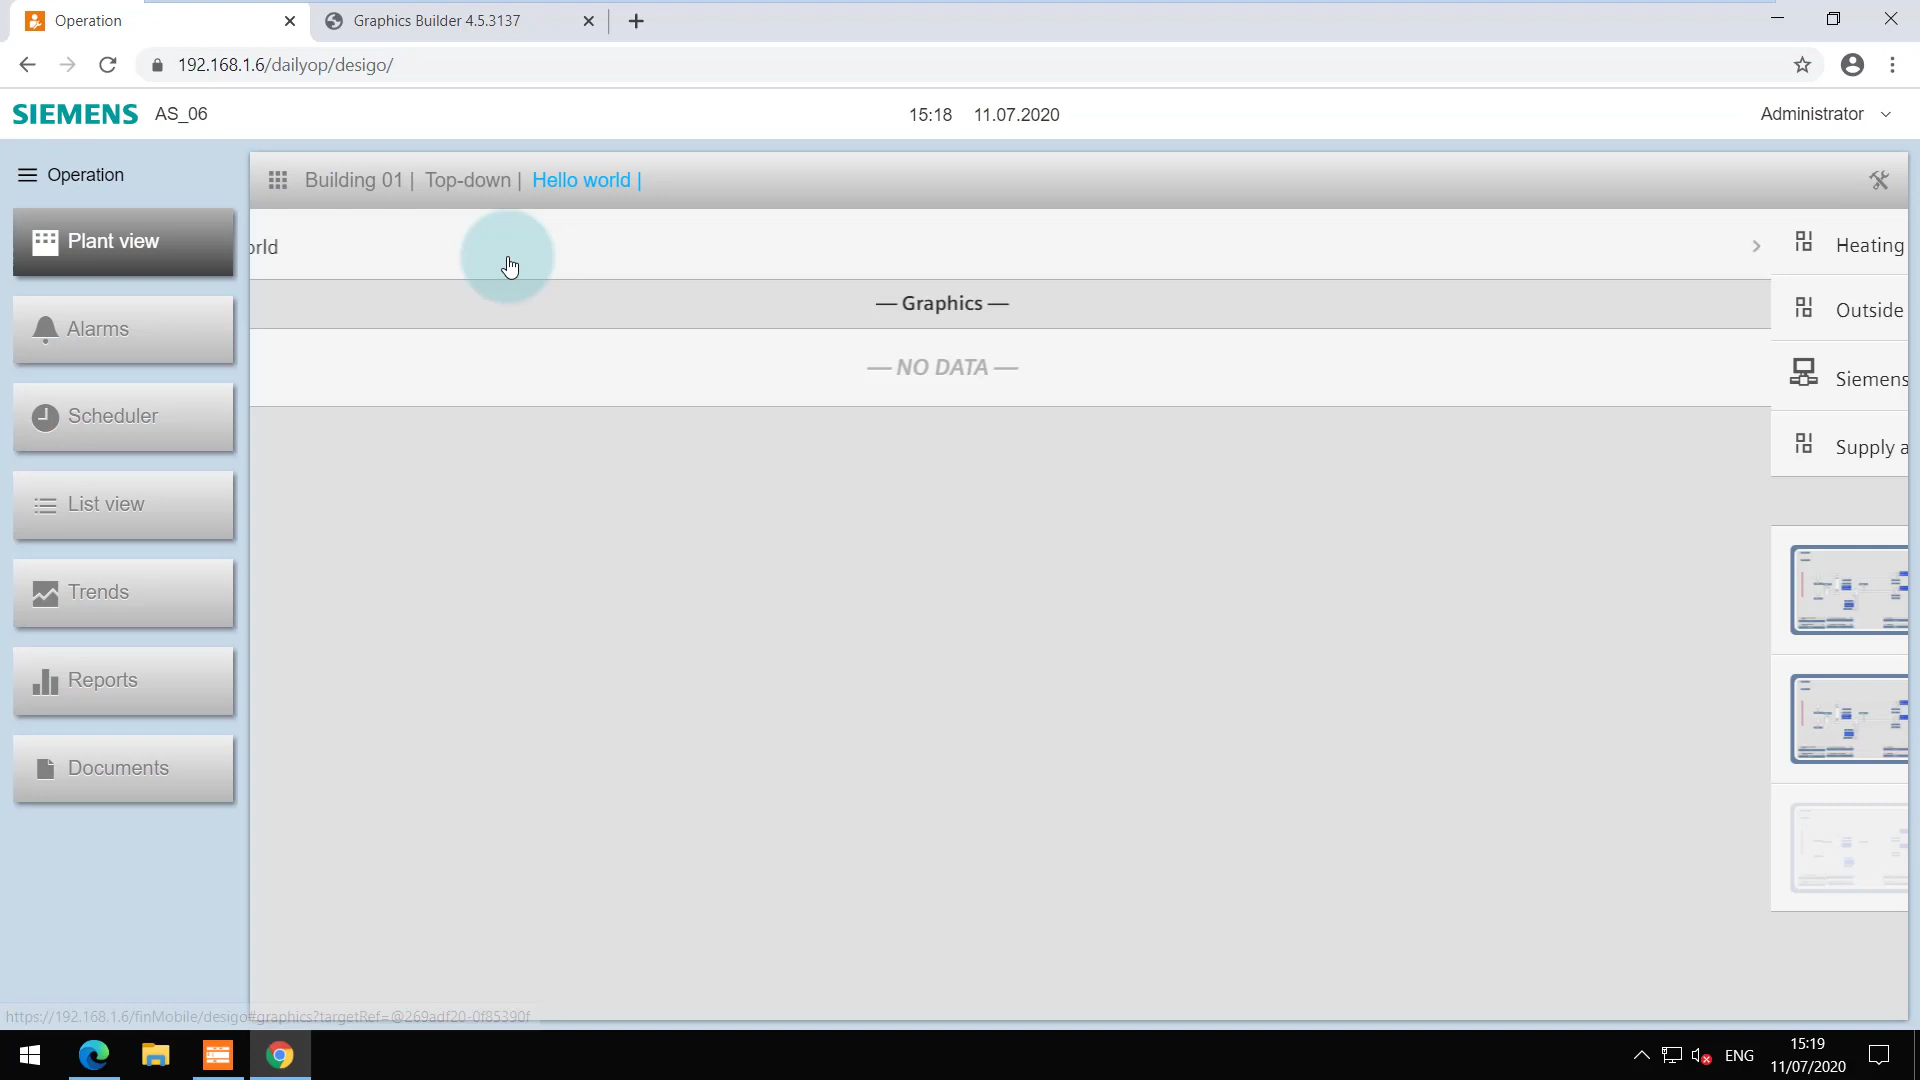 Operation
Graphics Builder 4.5.3137
192.168.1.6/dailyop/desigo/
SIEMENS AS_06
15:18 11.07.2020
Administrator
Operation
Building 01 | Top-down | Hello world |
Plant view
Alarms
Scheduler
List view
Trends
Reports
Documents
orld
— Graphics —
— NO DATA —
Heating
Outside
Siemens
Supply a
https://192.168.1.6/finMobile/desigo#graphics?targetRef=@269adf20-0f85390f
ENG
15:19
11/07/2020